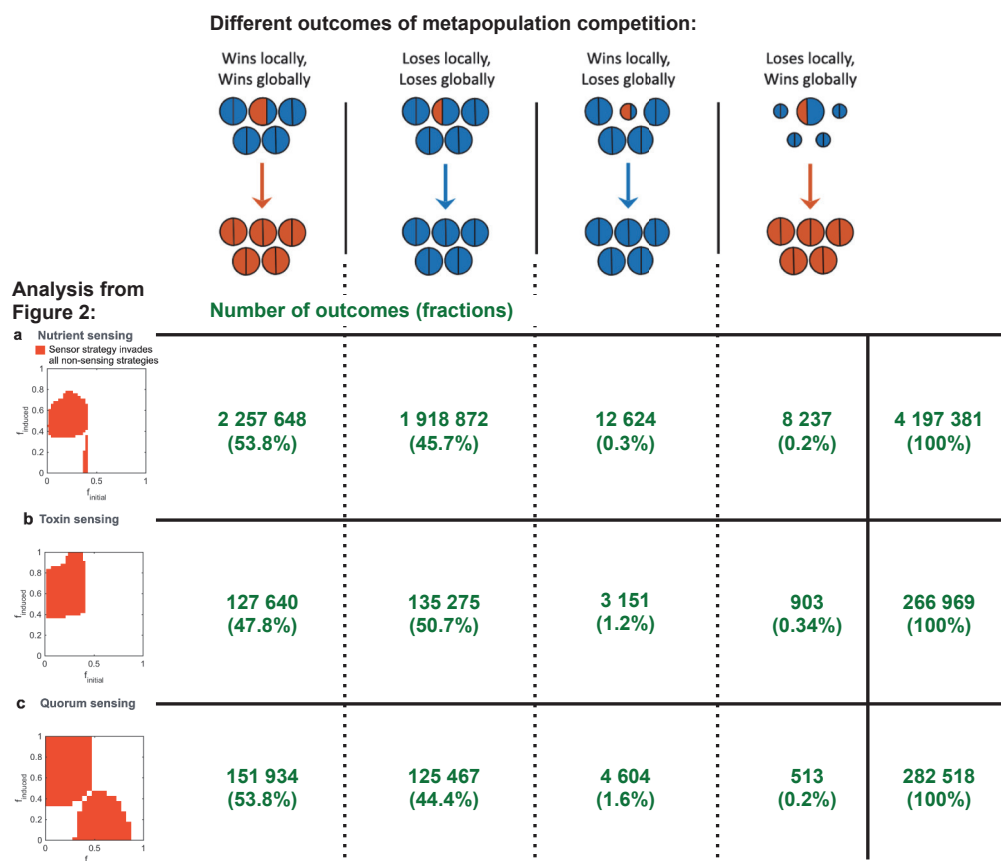 Different outcomes of metapopulation competition:
Wins locally,
Wins globally
Loses locally,
Loses globally
Wins locally,
Loses globally
Loses locally,
Wins globally
Analysis from
Figure 2:
Number of outcomes (fractions)
a Nutrient sensing
Sensor strategy invades
all non-sensing strategies
1
0.8
0.6
0.4
0.2
0
f_induced
0 0.5 1
f_initial
2 257 648
(53.8%)
1 918 872
(45.7%)
12 624
(0.3%)
8 237
(0.2%)
4 197 381
(100%)
b Toxin sensing
1
0.8
0.6
0.4
0.2
0
f_induced
0 0.5 1
f_initial
127 640
(47.8%)
135 275
(50.7%)
3 151
(1.2%)
903
(0.34%)
266 969
(100%)
c Quorum sensing
1
0.8
0.6
0.4
0.2
0
f_induced
0 0.5 1
f
151 934
(53.8%)
125 467
(44.4%)
4 604
(1.6%)
513
(0.2%)
282 518
(100%)